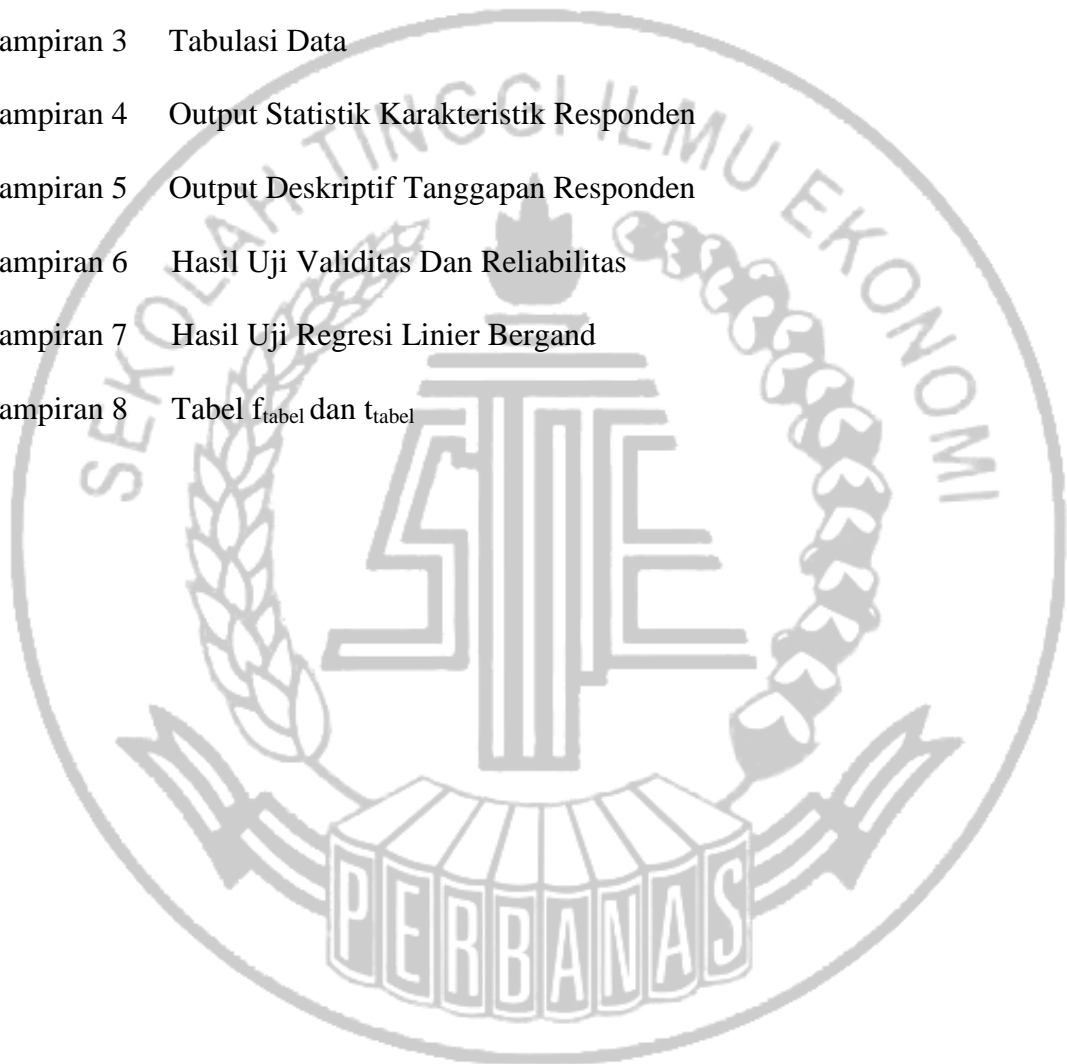 ampiran 3 Tabulasi Data
ampiran 4 Output Statistik Karakteristik Responden
ampiran 5 Output Deskriptif Tanggapan Responden
ampiran 6 Hasil Uji Validitas Dan Reliabilitas
ampiran 7 Hasil Uji Regresi Linier Bergand
ampiran 8 Tabel ftabel dan ttabel
SEKOLAH TINGGI ILMU EKONOMI
STIE
PERBANAS